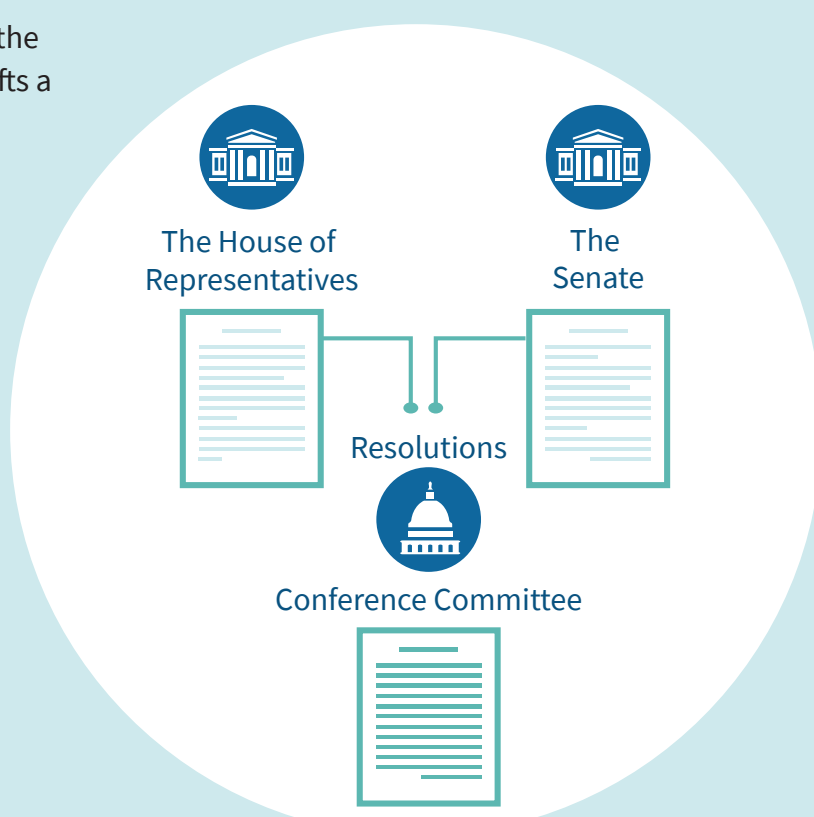 the
fts a
The House of
Representatives
The
Senate
Resolutions
Conference Committee